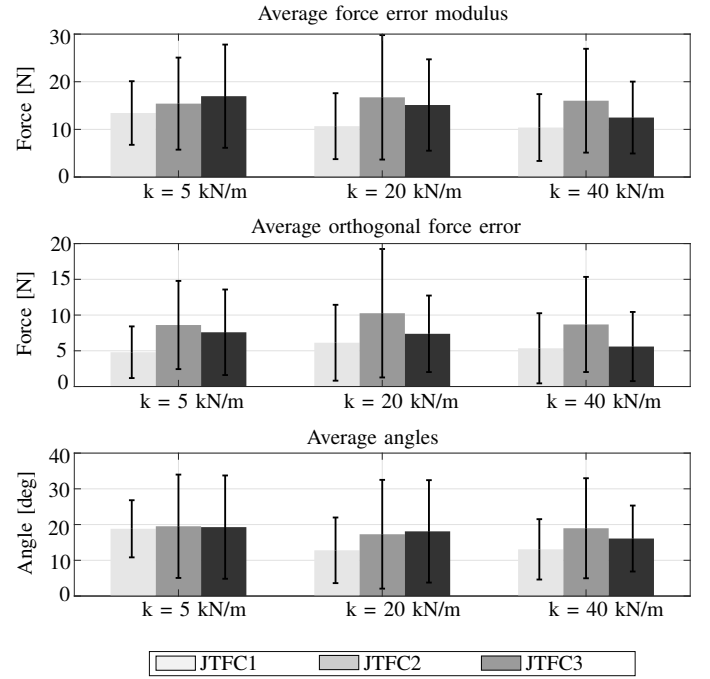 Average force error modulus
30
20
10
0
Force [N]
k = 5 kN/m k = 20 kN/m k = 40 kN/m
Average orthogonal force error
20
15
10
5
0
Force [N]
k = 5 kN/m k = 20 kN/m k = 40 kN/m
Average angles
40
30
20
10
0
Angle [deg]
k = 5 kN/m k = 20 kN/m k = 40 kN/m
JTFC1 JTFC2 JTFC3